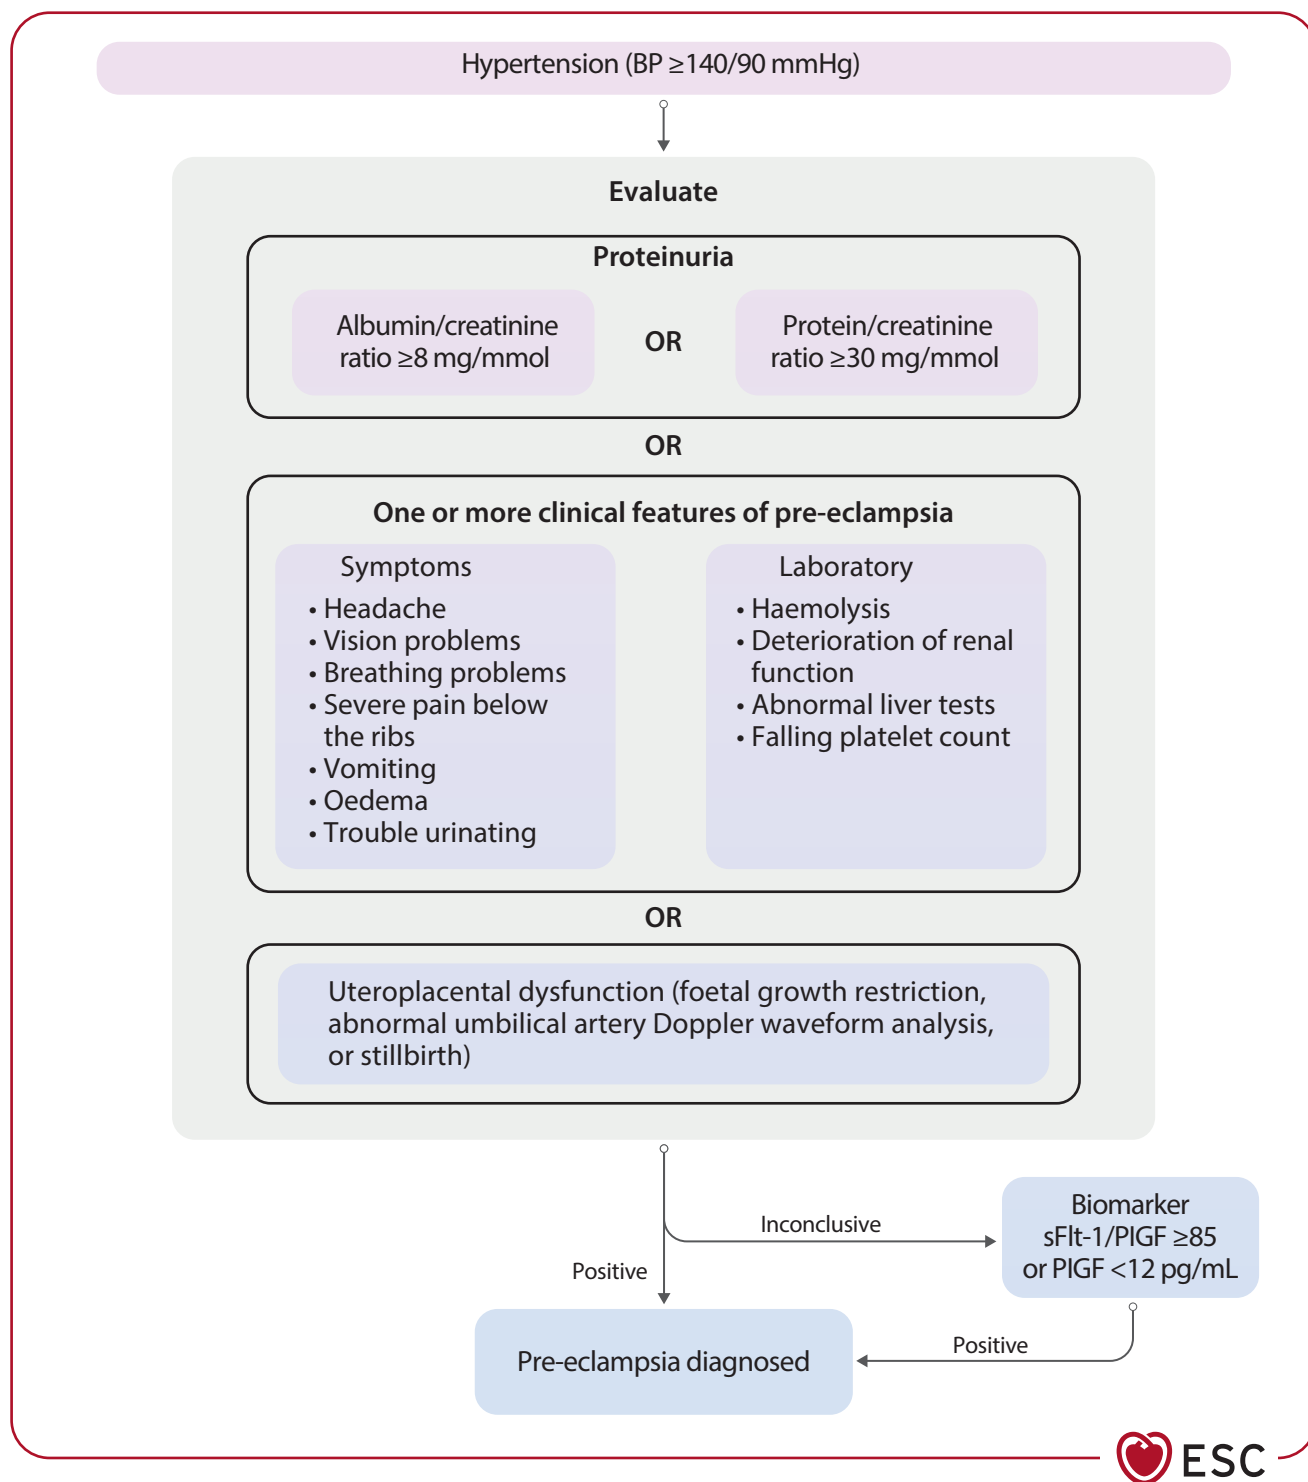 Hypertension (BP ≥140/90 mmHg)
Evaluate
Proteinuria
Albumin/creatinine
ratio ≥8 mg/mmol
OR
Protein/creatinine
ratio ≥30 mg/mmol
OR
One or more clinical features of pre-eclampsia
Symptoms
• Headache
• Vision problems
• Breathing problems
• Severe pain below
the ribs
• Vomiting
• Oedema
• Trouble urinating
Laboratory
• Haemolysis
• Deterioration of renal
function
• Abnormal liver tests
• Falling platelet count
OR
Uteroplacental dysfunction (foetal growth restriction,
abnormal umbilical artery Doppler waveform analysis,
or stillbirth)
Inconclusive
Biomarker
sFlt-1/PIGF ≥85
or PIGF <12 pg/mL
Positive
Positive
Pre-eclampsia diagnosed
ESC